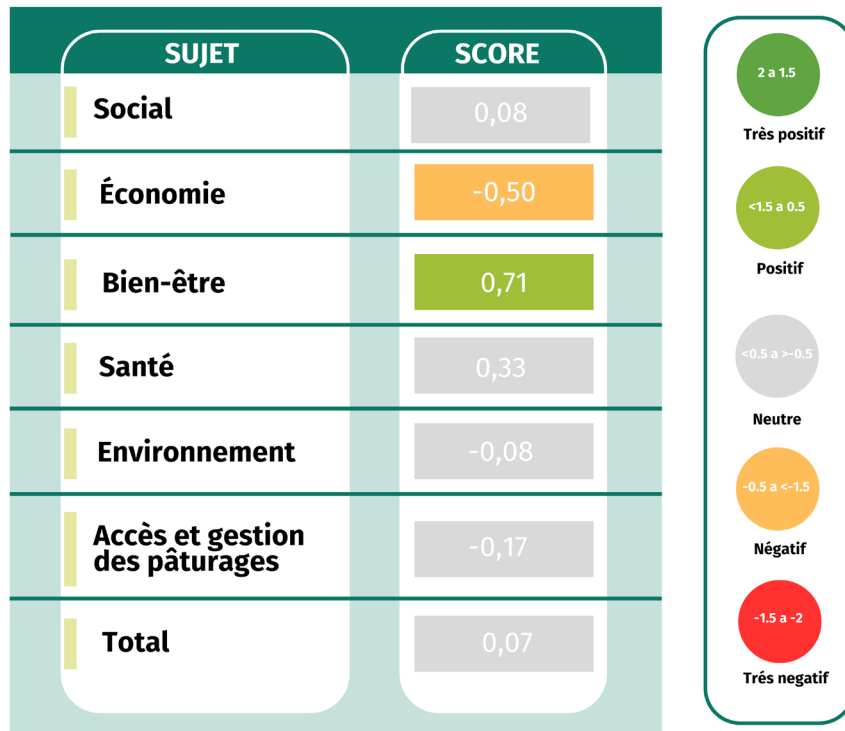 SUJET SCORE
Social 0,08
Économie -0,50
Bien-être 0,71
Santé 0,33
Environnement -0,08
Accès et gestion
des pâturages -0,17
Total 0,07
2 a 1.5
Très positif
<1.5 a 0.5
Positif
<0.5 a >-0.5
Neutre
-0.5 a <-1.5
Négatif
-1.5 a -2
Trés negatif